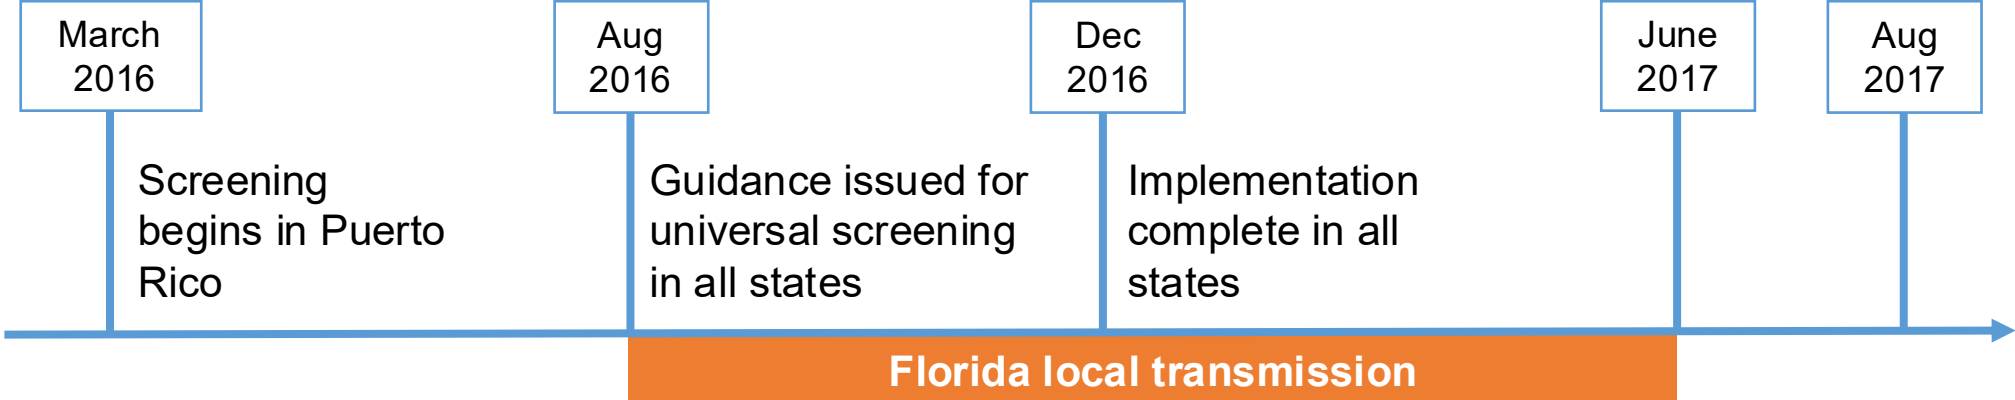 March
2016
Aug
2016
Dec
2016
June
2017
Aug
2017
Screening
begins in Puerto
Rico
Guidance issued for
universal screening
in all states
Implementation
complete in all
states
Florida local transmission